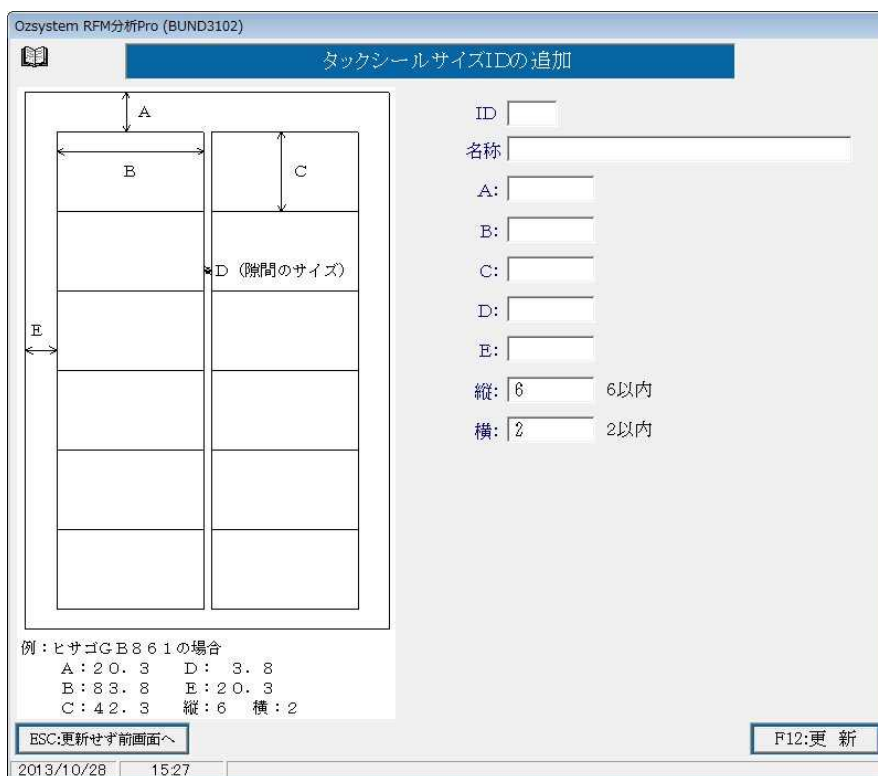 Ozsystem RFM分析Pro (BUND3102)
タックシールサイズIDの追加
A
B
C
D（隙間のサイズ）
E
例：ヒサゴＧＢ８６１の場合
Ａ：２０．３　Ｄ：　３．８
Ｂ：８３．８　Ｅ：２０．３
Ｃ：４２．３　縦：６　横：２
ID
名称
A:
B:
C:
D:
E:
縦: 6 6以内
横: 2 2以内
ESC:更新せず前画面へ
F12:更 新
2013/10/28 15:27